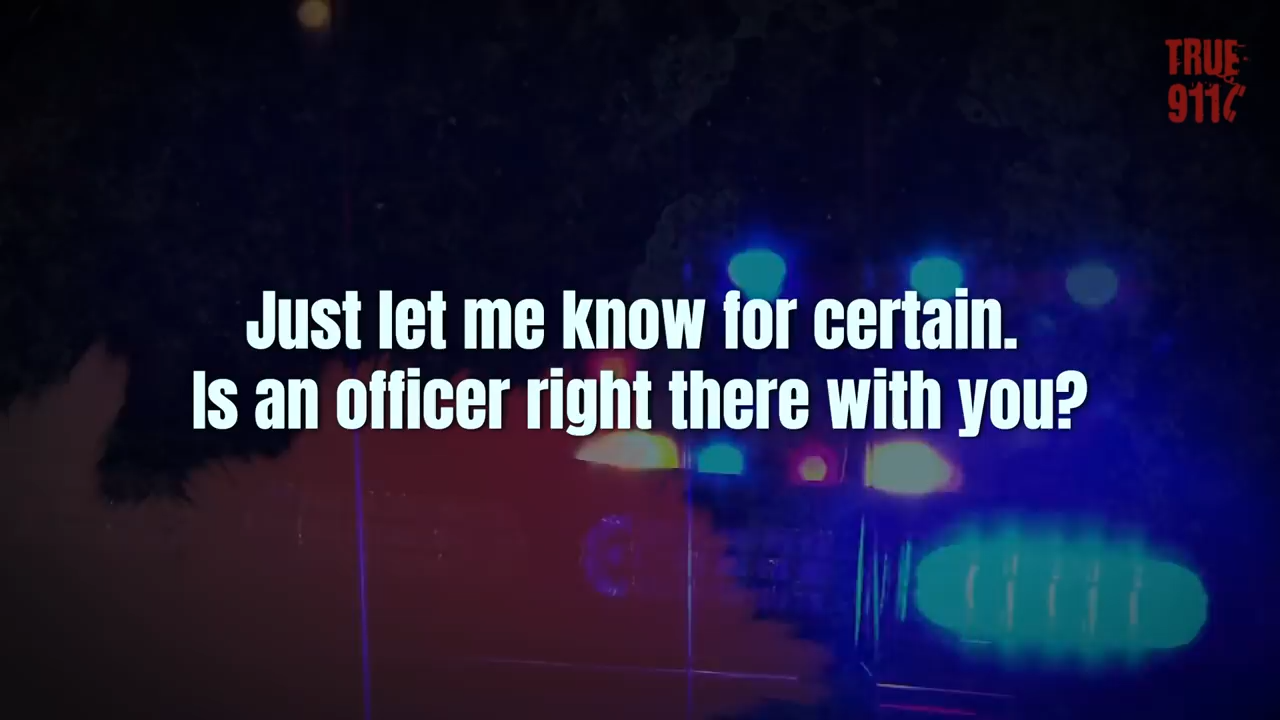 TRUE
911
Just let me know for certain.
Is an officer right there with you?